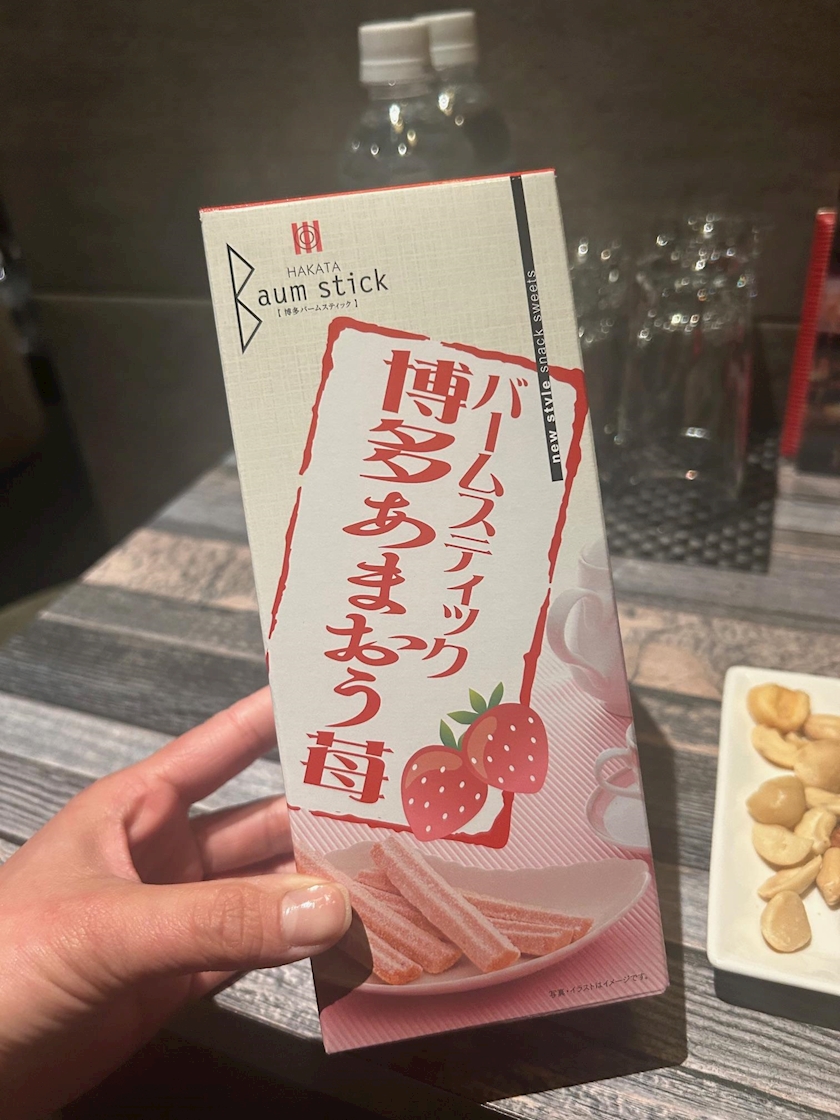 HAKATA
Baum stick
【 博多バームスティック 】
new style snack sweets
バームスティック
博多あまおう苺
写真・イラストはイメージです。